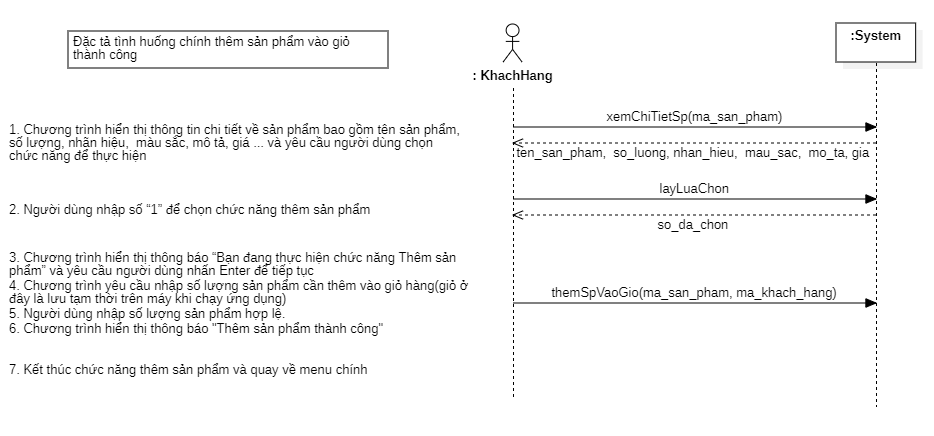 Đặc tả tình huống chính thêm sản phẩm vào giỏ
thành công
:System
: KhachHang
1. Chương trình hiển thị thông tin chi tiết về sản phẩm bao gồm tên sản phẩm,
số lượng, nhãn hiệu,  màu sắc, mô tả, giá ... và yêu cầu người dùng chọn
chức năng để thực hiện
xemChiTietSp(ma_san_pham)
ten_san_pham,  so_luong, nhan_hieu,  mau_sac,  mo_ta, gia
layLuaChon
2. Người dùng nhập số “1” để chọn chức năng thêm sản phẩm
so_da_chon
3. Chương trình hiển thị thông báo “Bạn đang thực hiện chức năng Thêm sản
phẩm” và yêu cầu người dùng nhấn Enter để tiếp tục
4. Chương trình yêu cầu nhập số lượng sản phẩm cần thêm vào giỏ hàng(giỏ ở
đây là lưu tạm thời trên máy khi chạy ứng dụng)
themSpVaoGio(ma_san_pham, ma_khach_hang)
5. Người dùng nhập số lượng sản phẩm hợp lệ.
6. Chương trình hiển thị thông báo "Thêm sản phẩm thành công"
7. Kết thúc chức năng thêm sản phẩm và quay về menu chính